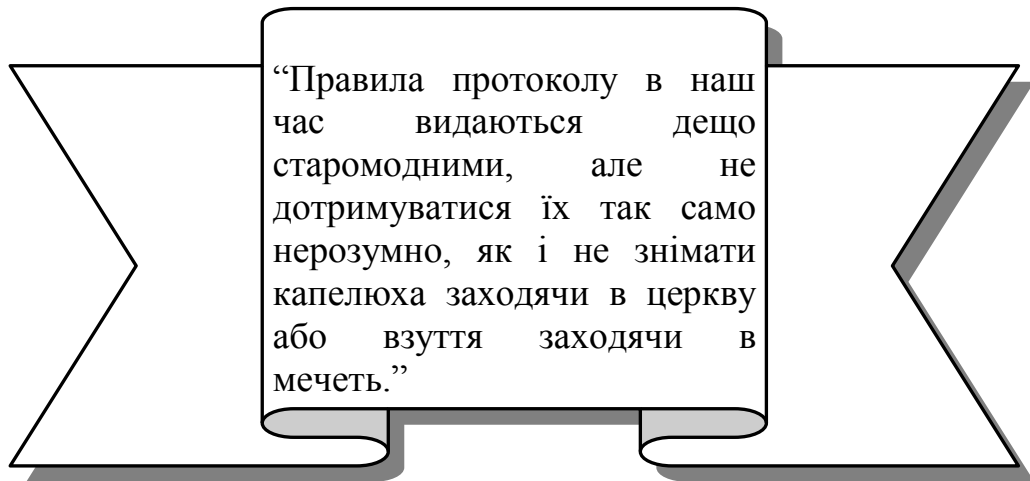 “Правила протоколу в наш
час видаються дещо
старомодними, але не
дотримуватися їх так само
нерозумно, як і не знімати
капелюха заходячи в церкву
або взуття заходячи в
мечеть.”